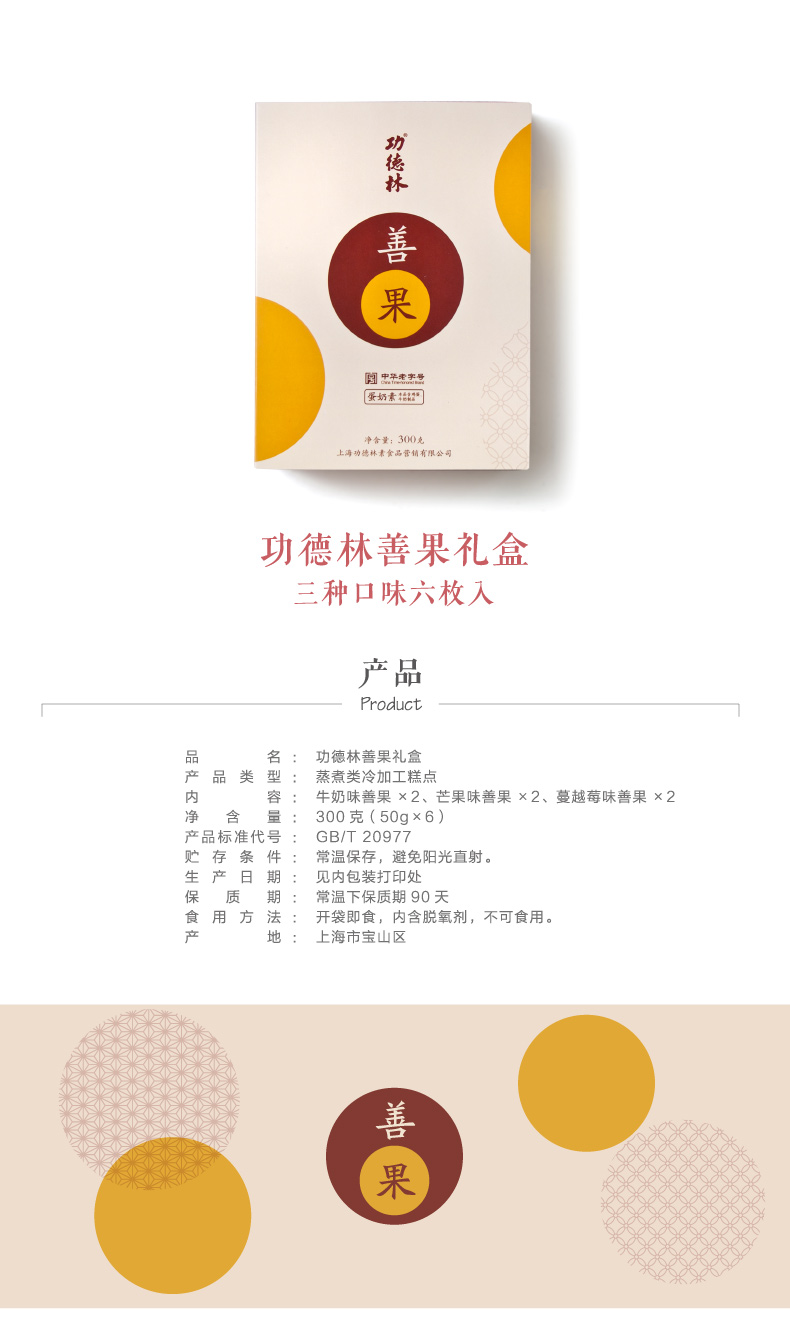 功德林®
善
果
中华老字号
China Time-honored Brand
蛋奶素
净含量：300克
上海功德林素食品营销有限公司
功德林善果礼盒
三种口味六枚入
产品
Product
品名：功德林善果礼盒
产品类型：蒸煮类冷加工糕点
内容：牛奶味善果 ×2、芒果味善果 ×2、蔓越莓味善果 ×2
净含量：300 克（50g×6）
产品标准代号：GB/T 20977
贮存条件：常温保存，避免阳光直射。
生产日期：见内包装打印处
保质期：常温下保质期 90 天
食用方法：开袋即食，内含脱氧剂，不可食用。
产地：上海市宝山区
善
果